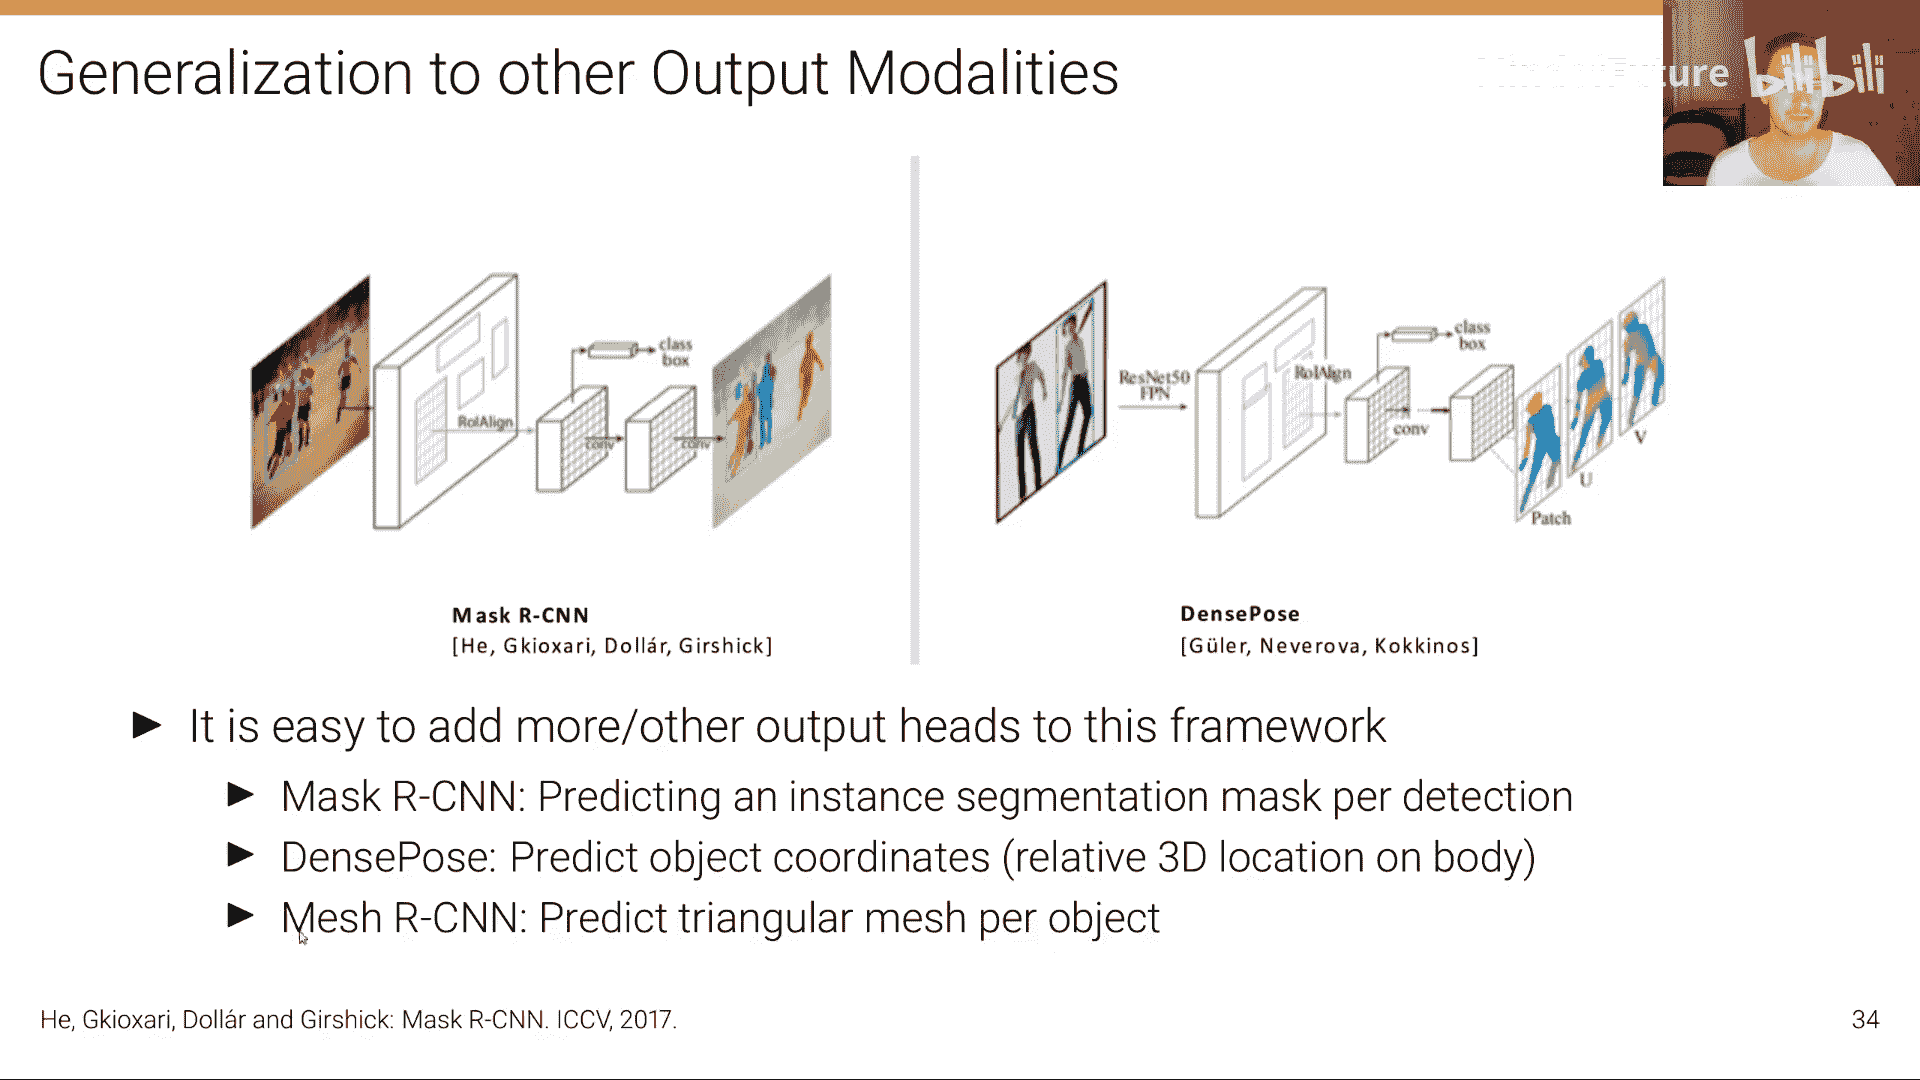 Generalization to other Output Modalities
ture
bilibili
class
box
RoIAlign
conv
conv
Mask R-CNN
[He, Gkioxari, Dollár, Girshick]
ResNet50
FPN
RoIAlign
class
box
conv
Patch
U
V
DensePose
[Güler, Neverova, Kokkinos]
► It is easy to add more/other output heads to this framework
► Mask R-CNN: Predicting an instance segmentation mask per detection
► DensePose: Predict object coordinates (relative 3D location on body)
► Mesh R-CNN: Predict triangular mesh per object
He, Gkioxari, Dollár and Girshick: Mask R-CNN. ICCV, 2017.
34